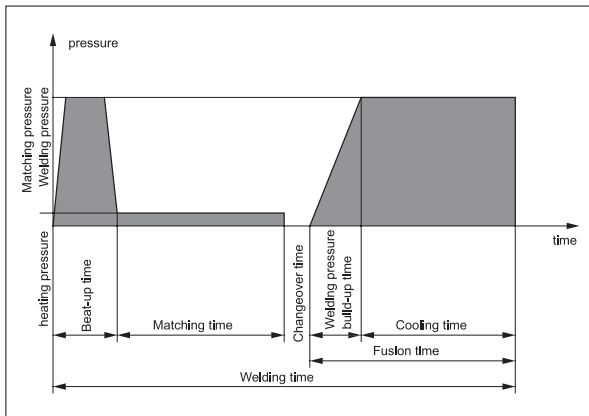 pressure
Matching pressure
Welding pressure
heating pressure
time
Beat-up time
Matching time
Changeover time
Welding pressure
build-up time
Cooling time
Fusion time
Welding time